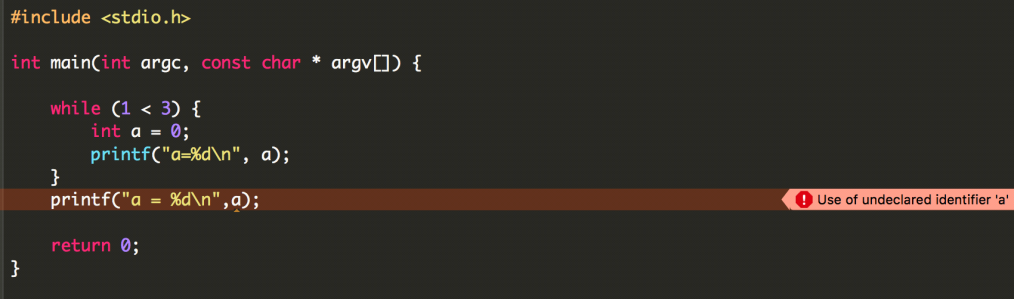 #include <stdio.h>
int main(int argc, const char * argv[]) {
while (1 < 3) {
int a = 0;
printf("a=%d\n", a);
}
printf("a = %d\n",a);
Use of undeclared identifier 'a'
return 0;
}